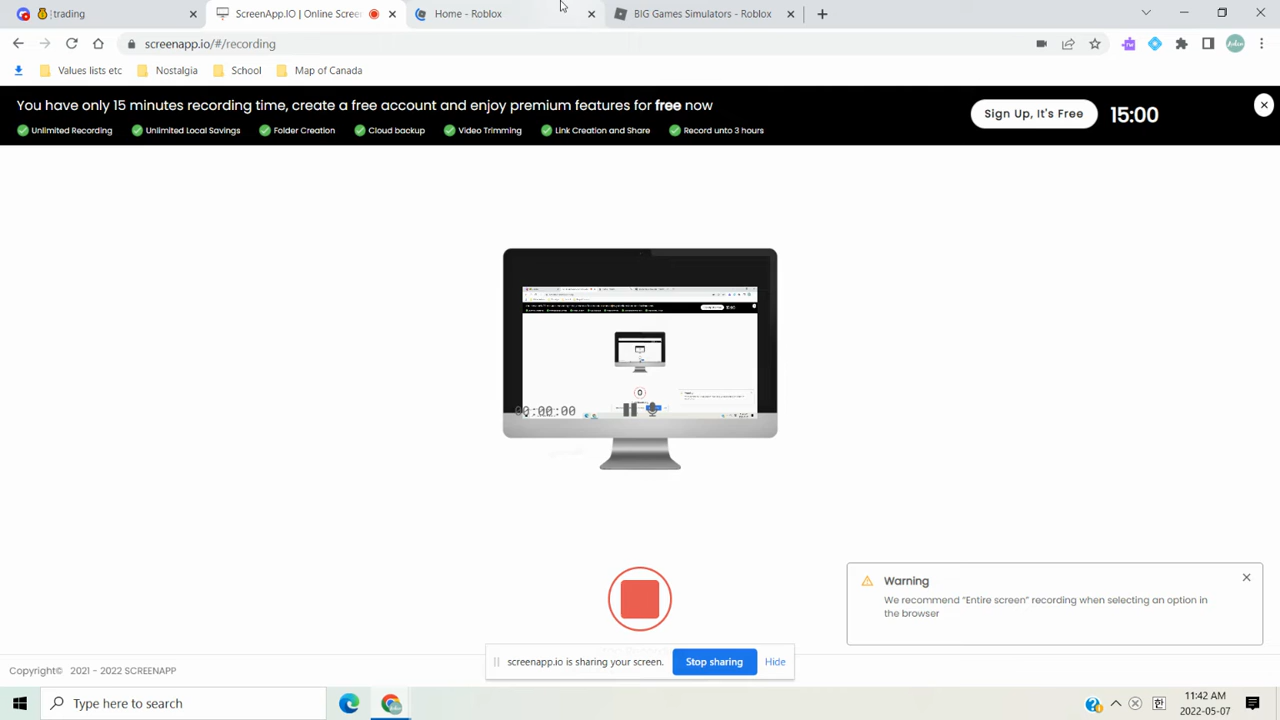 trading
ScreenApp.IO | Online Scree
Home - Roblox
BIG Games Simulators - Roblox
screenapp.io/#/recording
Values lists etc
Nostalgia
School
Map of Canada
You have only 15 minutes recording time, create a free account and enjoy premium features for free now
Sign Up, It's Free
15:00
Unlimited Recording
Unlimited Local Savings
Folder Creation
Cloud backup
Video Trimming
Link Creation and Share
Record unto 3 hours
00:00:00
Warning
We recommend "Entire screen" recording when selecting an option in
the browser
screenapp.io is sharing your screen.
Stop sharing
Hide
Copyright© 2021 - 2022 SCREENAPP
Type here to search
한
11:42 AM
2022-05-07